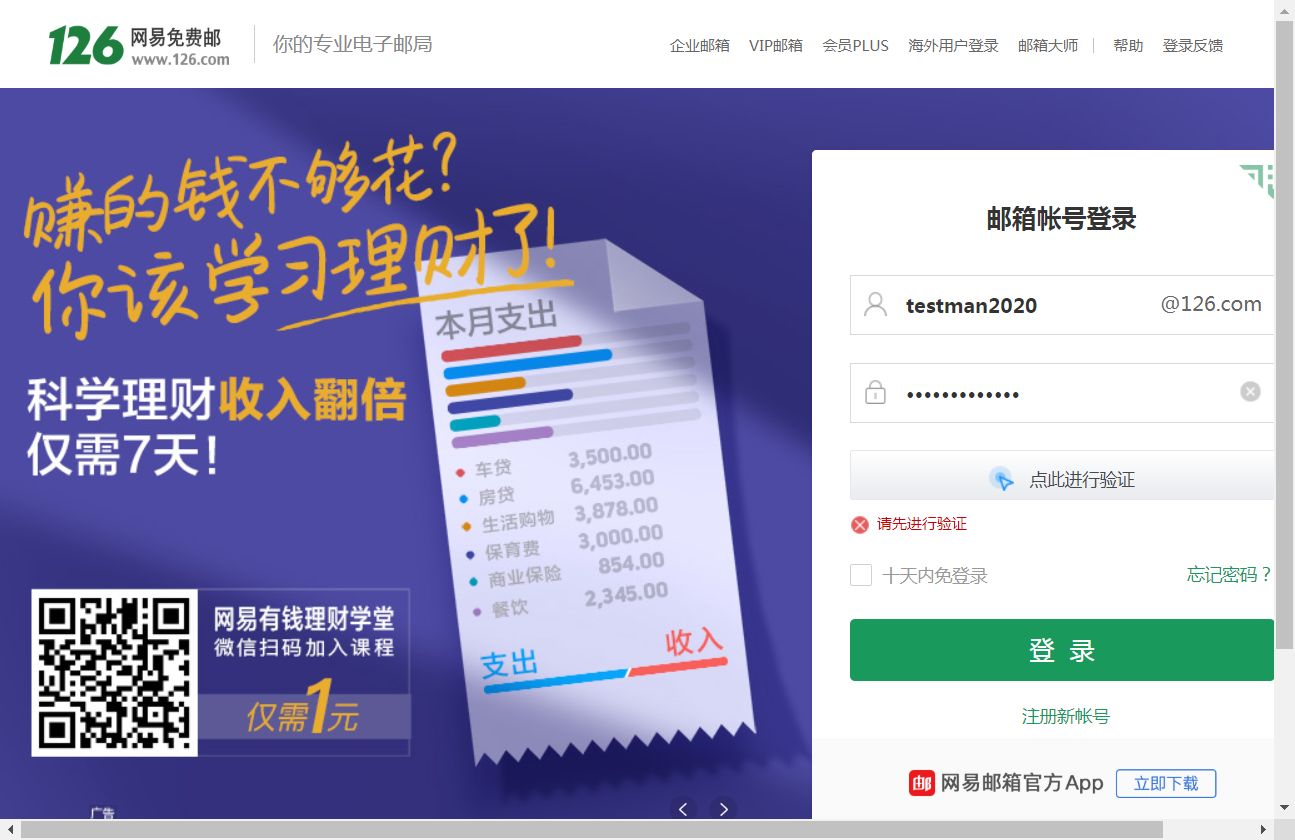 126 网易免费邮
www.126.com
你的专业电子邮局
企业邮箱 VIP邮箱 会员PLUS 海外用户登录 邮箱大师 帮助 登录反馈
赚的钱不够花?
你该学习理财了!
科学理财收入翻倍
仅需7天!
网易有钱理财学堂
微信扫码加入课程
仅需1元
广告
本月支出
车贷 3,500.00
房贷 6,453.00
生活购物 3,878.00
保育费 3,000.00
商业保险 854.00
餐饮 2,345.00
支出 收入
邮箱帐号登录
testman2020 @126.com
点此进行验证
请先进行验证
十天内免登录 忘记密码？
登 录
注册新帐号
邮 网易邮箱官方App 立即下载